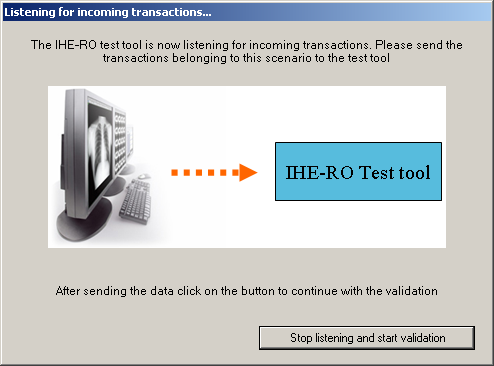 Listening for incoming transactions...
The IHE-RO test tool is now listening for incoming transactions. Please send the
transactions belonging to this scenario to the test tool
IHE-RO Test tool
After sending the data click on the button to continue with the validation
Stop listening and start validation